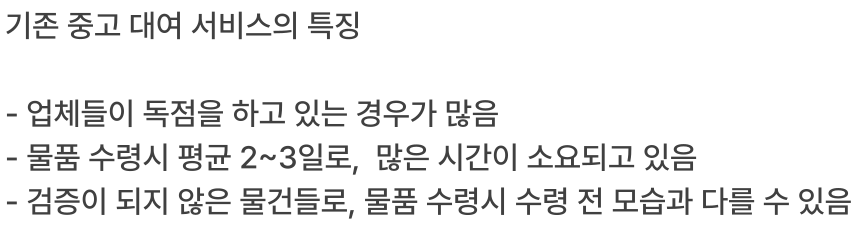 기존 중고 대여 서비스의 특징
- 업체들이 독점을 하고 있는 경우가 많음
- 물품 수령시 평균 2~3일로,  많은 시간이 소요되고 있음
- 검증이 되지 않은 물건들로, 물품 수령시 수령 전 모습과 다를 수 있음